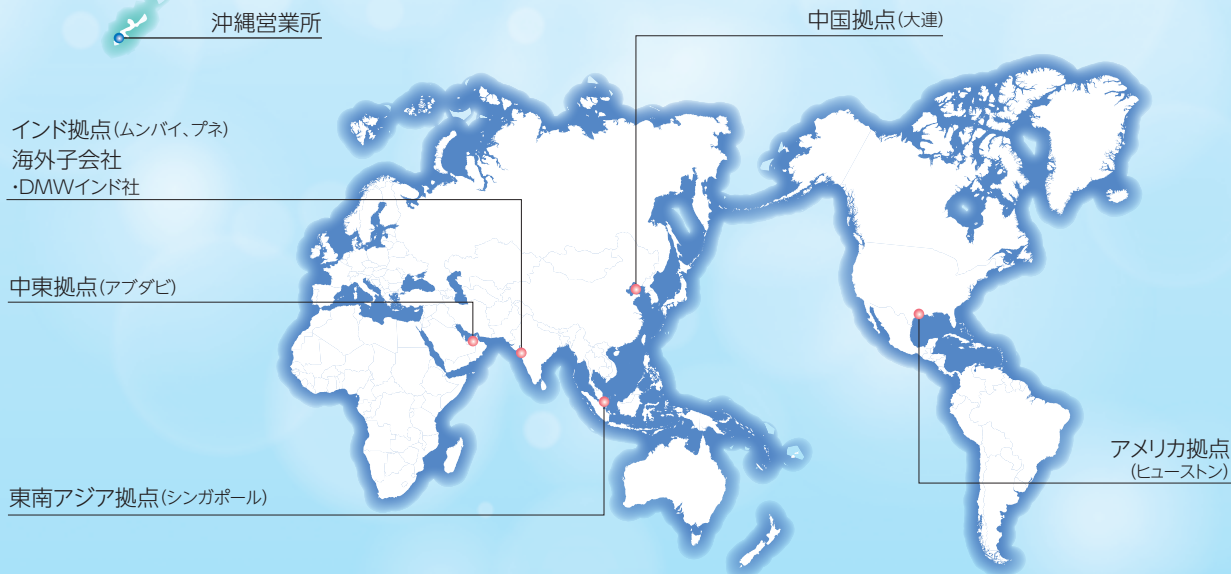 沖縄営業所
中国拠点(大連)
インド拠点(ムンバイ、プネ)
海外子会社
・DMWインド社
中東拠点(アブダビ)
東南アジア拠点(シンガポール)
アメリカ拠点
(ヒューストン)